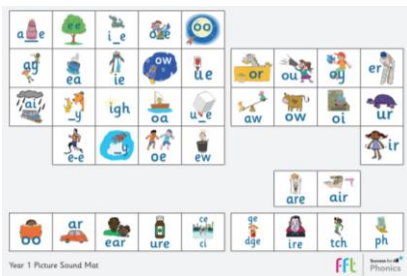 a_e ee i_e o_e oo
ay ea ie ow ue
or ou oy er
ai _y igh oa u_e
aw ow oi ur
e-e _y oe ew
ir
are air
ar ear ure ce
ci
ge
dge ire tch ph
Year 1 Picture Sound Mat
FFT Success for All Phonics